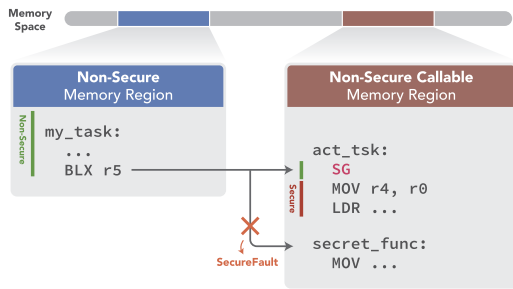 Memory
Space
Non-Secure
Memory Region
Non-Secure
my_task:
...
BLX r5
SecureFault
Non-Secure Callable
Memory Region
act_tsk:
SG
Secure
MOV r4, r0
LDR ...
secret_func:
MOV ...